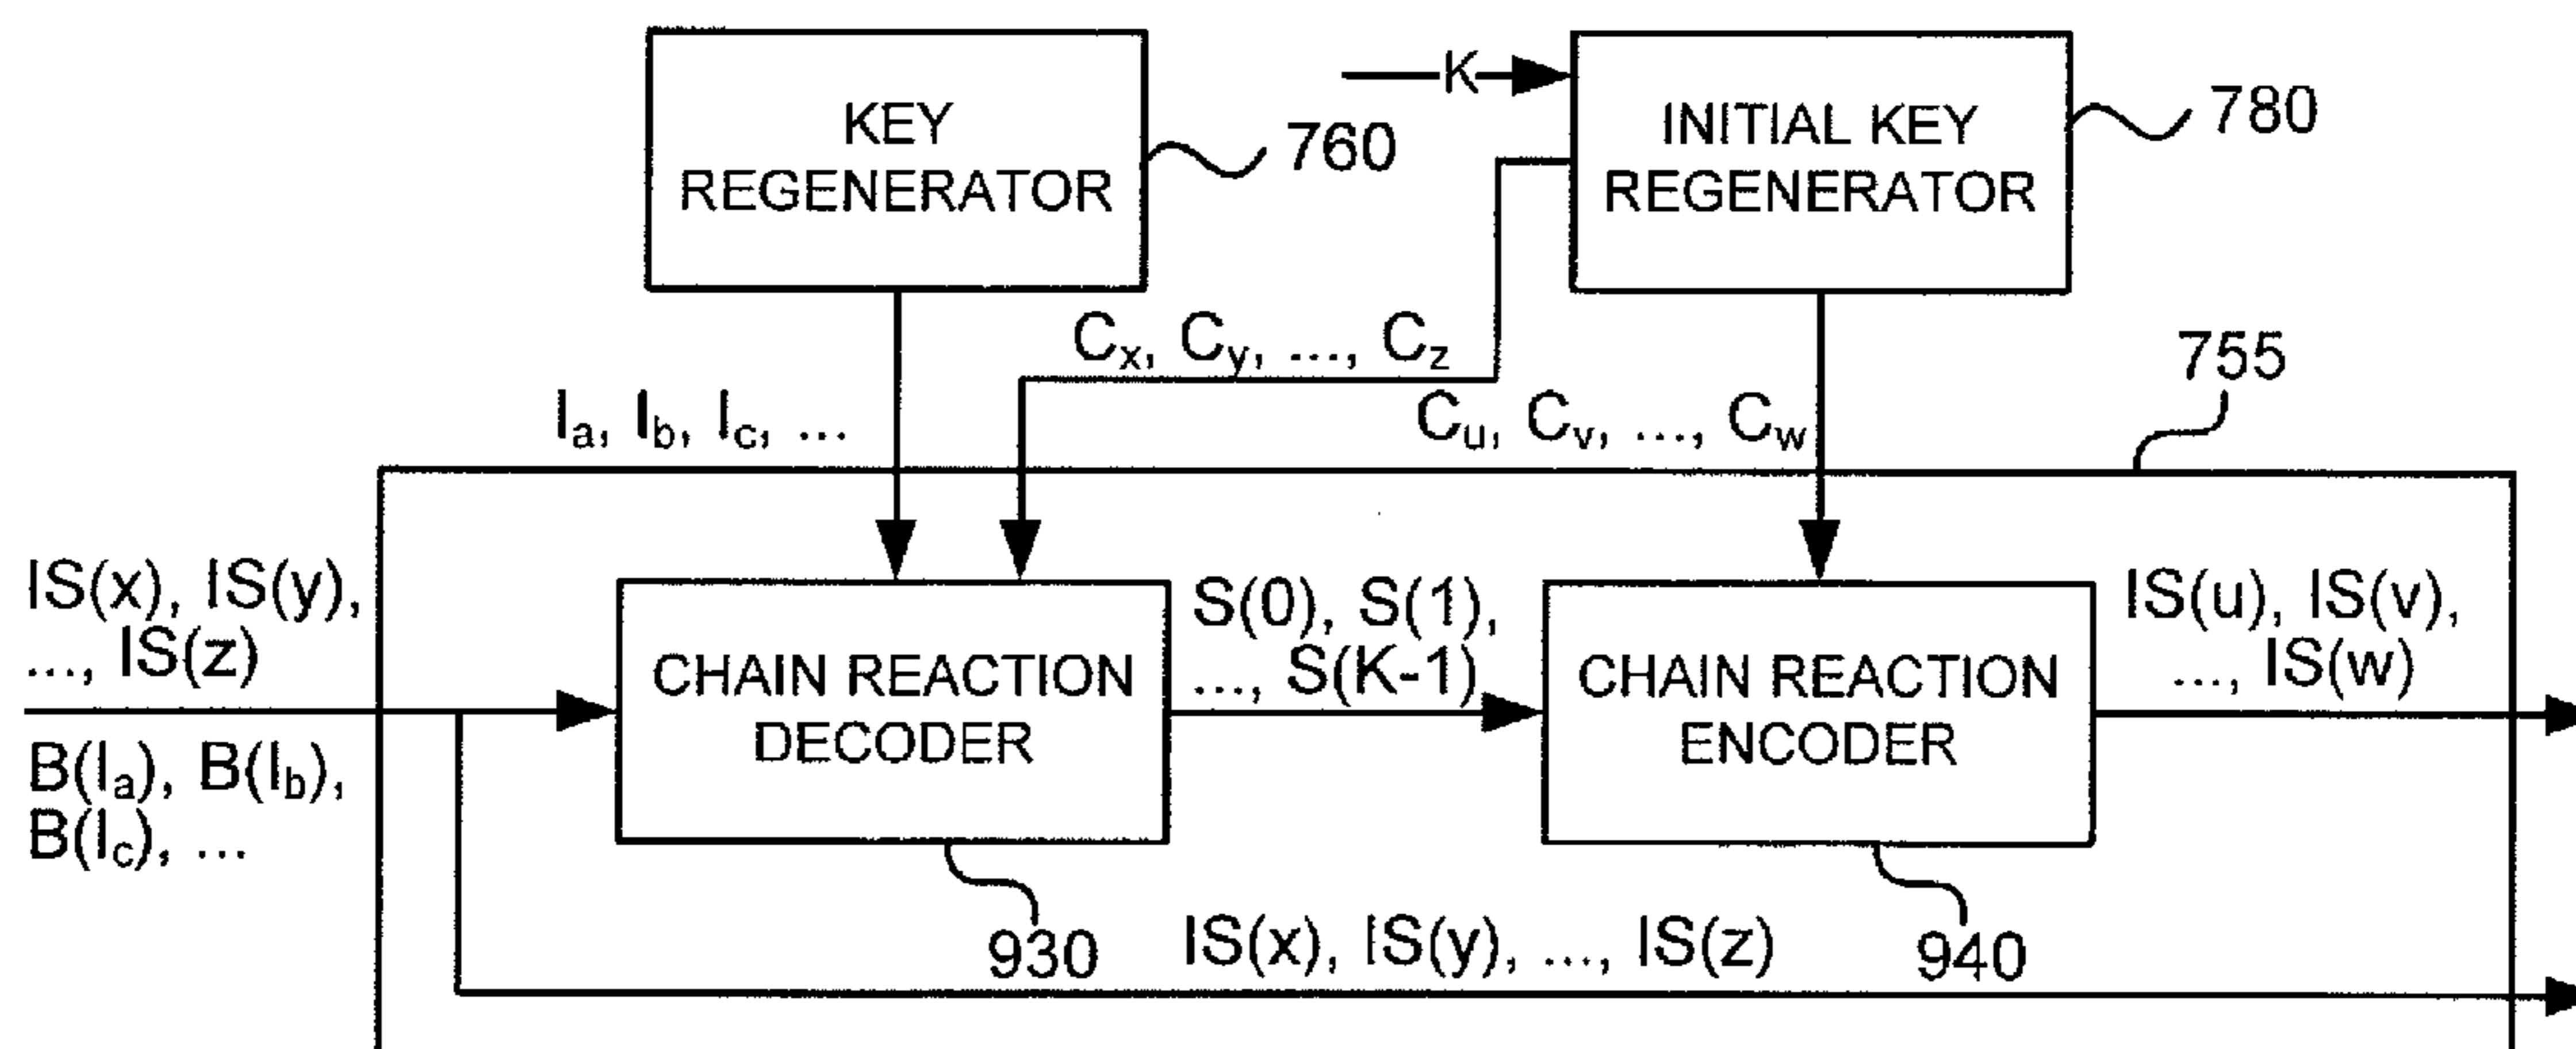 KEY
REGENERATOR
760
K
INITIAL KEY
REGENERATOR
780
Cx, Cy, ..., Cz
Ia, Ib, Ic, ...
Cu, Cv, ..., Cw
755
IS(x), IS(y),
..., IS(z)
B(Ia), B(Ib),
B(Ic), ...
CHAIN REACTION
DECODER
930
S(0), S(1),
..., S(K-1)
CHAIN REACTION
ENCODER
940
IS(u), IS(v),
..., IS(w)
IS(x), IS(y), ..., IS(z)